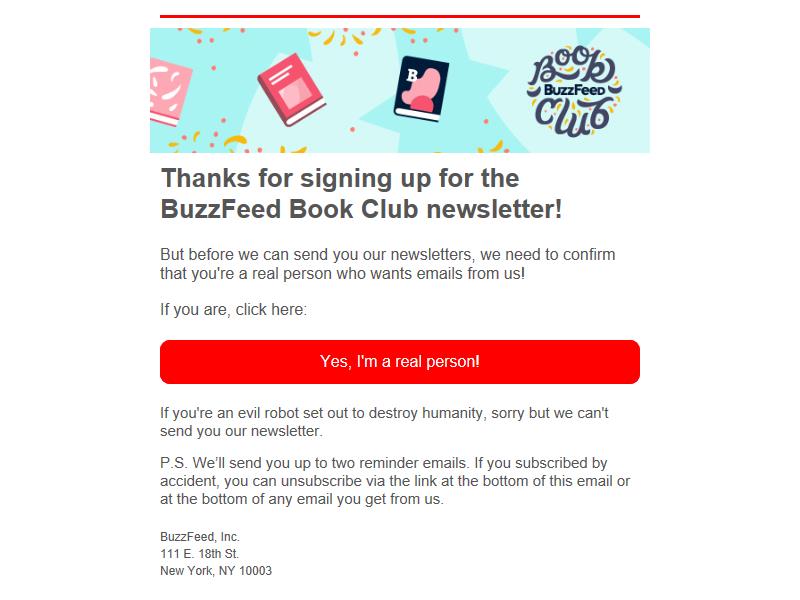 B
Book
BuzzFeed
Club
Thanks for signing up for the
BuzzFeed Book Club newsletter!
But before we can send you our newsletters, we need to confirm
that you're a real person who wants emails from us!
If you are, click here:
Yes, I'm a real person!
If you're an evil robot set out to destroy humanity, sorry but we can't
send you our newsletter.
P.S. We’ll send you up to two reminder emails. If you subscribed by
accident, you can unsubscribe via the link at the bottom of this email or
at the bottom of any email you get from us.
BuzzFeed, Inc.
111 E. 18th St.
New York, NY 10003